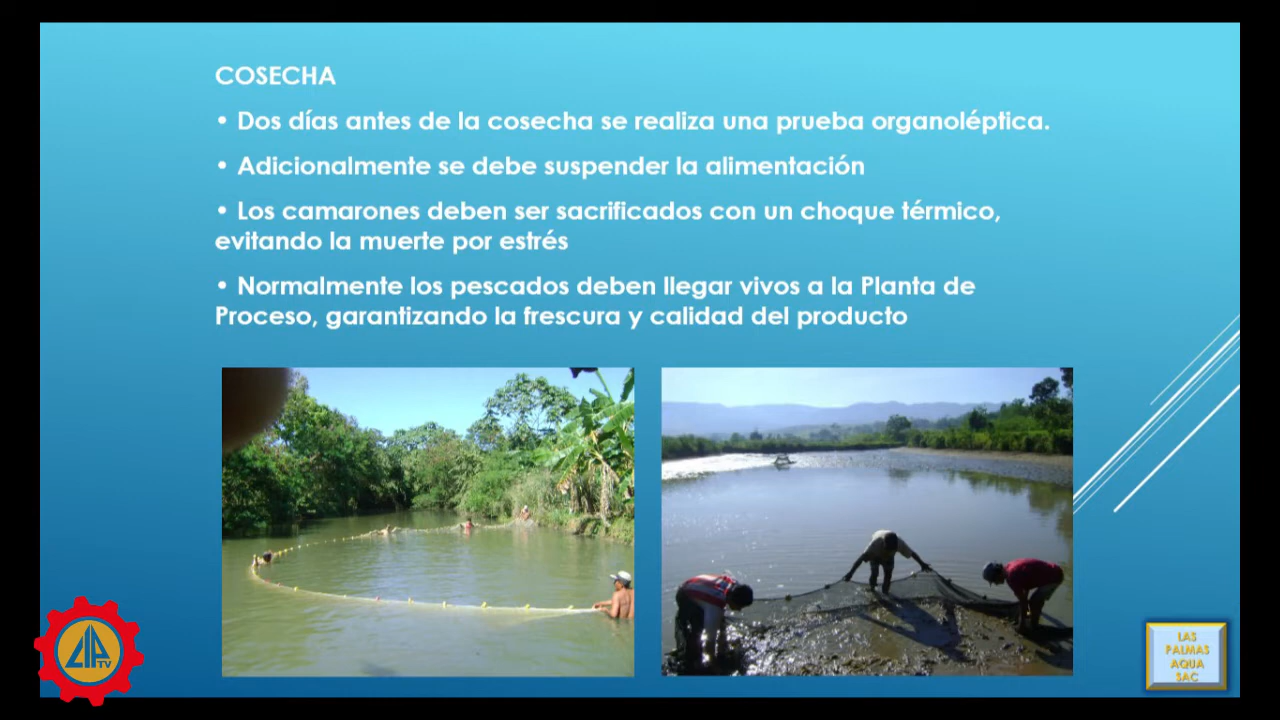 COSECHA
• Dos días antes de la cosecha se realiza una prueba organoléptica.
• Adicionalmente se debe suspender la alimentación
• Los camarones deben ser sacrificados con un choque térmico,
evitando la muerte por estrés
• Normalmente los pescados deben llegar vivos a la Planta de
Proceso, garantizando la frescura y calidad del producto
CIP
TV
LAS
PALMAS
AQUA
SAC